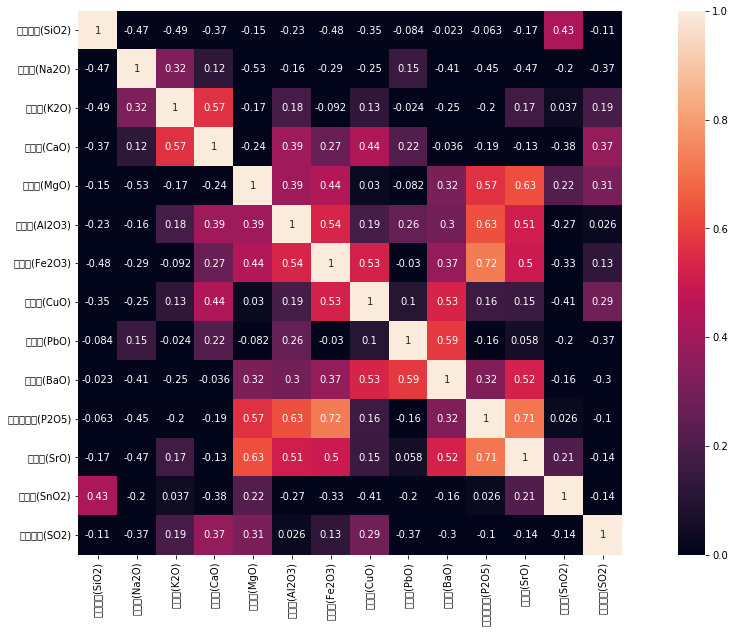 (SiO2) 1 -0.47 -0.49 -0.37 -0.15 -0.23 -0.48 -0.35 -0.084 -0.023 -0.063 -0.17 0.43 -0.11
(Na2O) -0.47 1 0.32 0.12 -0.53 -0.16 -0.29 -0.25 0.15 -0.41 -0.45 -0.47 -0.2 -0.37
(K2O) -0.49 0.32 1 0.57 -0.17 0.18 -0.092 0.13 -0.024 -0.25 -0.2 0.17 0.037 0.19
(CaO) -0.37 0.12 0.57 1 -0.24 0.39 0.27 0.44 0.22 -0.036 -0.19 -0.13 -0.38 0.37
(MgO) -0.15 -0.53 -0.17 -0.24 1 0.39 0.44 0.03 -0.082 0.32 0.57 0.63 0.22 0.31
(Al2O3) -0.23 -0.16 0.18 0.39 0.39 1 0.54 0.19 0.26 0.3 0.63 0.51 -0.27 0.026
(Fe2O3) -0.48 -0.29 -0.092 0.27 0.44 0.54 1 0.53 -0.03 0.37 0.72 0.5 -0.33 0.13
(CuO) -0.35 -0.25 0.13 0.44 0.03 0.19 0.53 1 0.1 0.53 0.16 0.15 -0.41 0.29
(PbO) -0.084 0.15 -0.024 0.22 -0.082 0.26 -0.03 0.1 1 0.59 -0.16 0.058 -0.2 -0.37
(BaO) -0.023 -0.41 -0.25 -0.036 0.32 0.3 0.37 0.53 0.59 1 0.32 0.52 -0.16 -0.3
(P2O5) -0.063 -0.45 -0.2 -0.19 0.57 0.63 0.72 0.16 -0.16 0.32 1 0.71 0.026 -0.1
(SrO) -0.17 -0.47 0.17 -0.13 0.63 0.51 0.5 0.15 0.058 0.52 0.71 1 0.21 -0.14
(SnO2) 0.43 -0.2 0.037 -0.38 0.22 -0.27 -0.33 -0.41 -0.2 -0.16 0.026 0.21 1 -0.14
(SO2) -0.11 -0.37 0.19 0.37 0.31 0.026 0.13 0.29 -0.37 -0.3 -0.1 -0.14 -0.14 1
(SiO2) (Na2O) (K2O) (CaO) (MgO) (Al2O3) (Fe2O3) (CuO) (PbO) (BaO) (P2O5) (SrO) (SnO2) (SO2)
1.0
0.8
0.6
0.4
0.2
0.0